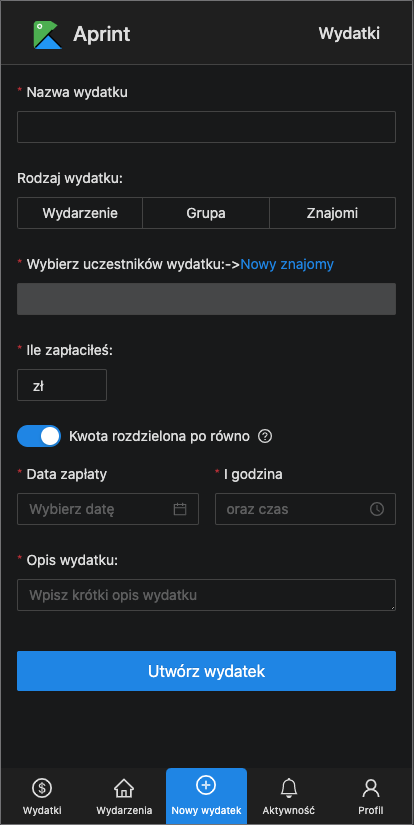 Aprint
Wydatki
* Nazwa wydatku
Rodzaj wydatku:
Wydarzenie Grupa Znajomi
* Wybierz uczestników wydatku:->Nowy znajomy
* Ile zapłaciłeś:
zł
Kwota rozdzielona po równo ?
* Data zapłaty * I godzina
Wybierz datę oraz czas
* Opis wydatku:
Wpisz krótki opis wydatku
Utwórz wydatek
$
Wydatki Wydarzenia Nowy wydatek Aktywność Profil